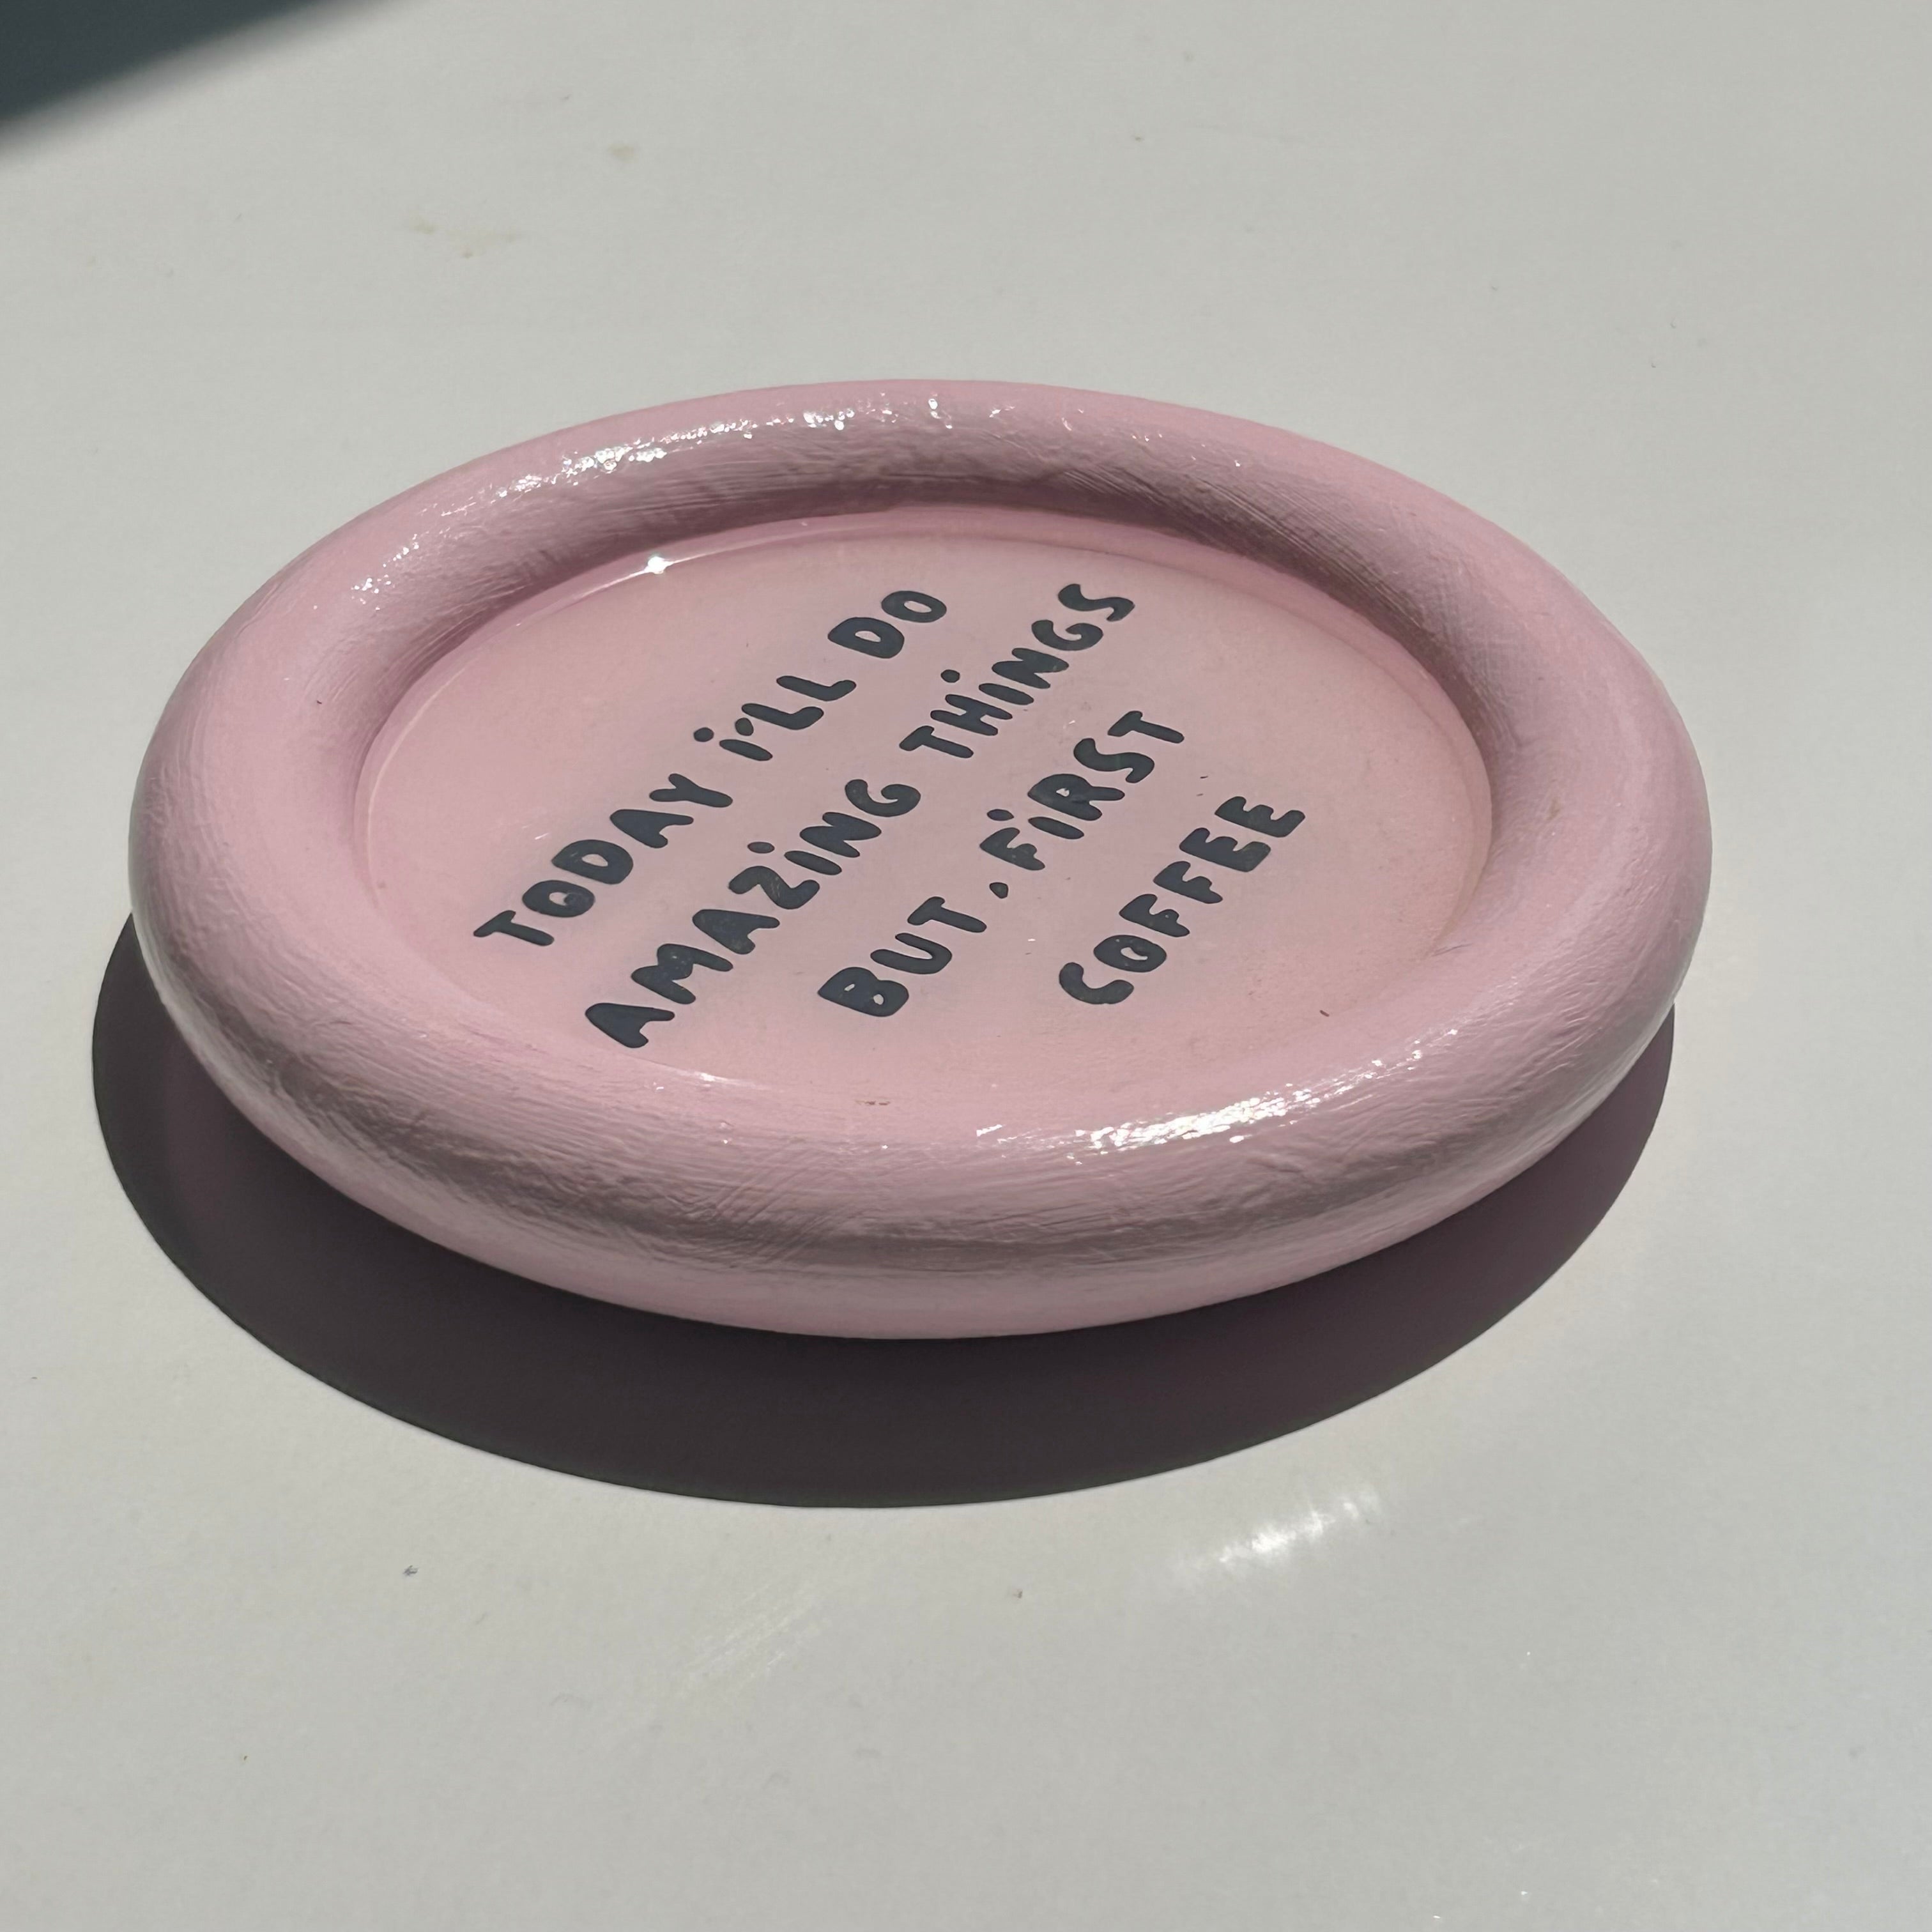 TODAY i'LL DO
AMAZiNG THiNGS
BUT.FiRST
COFFEE